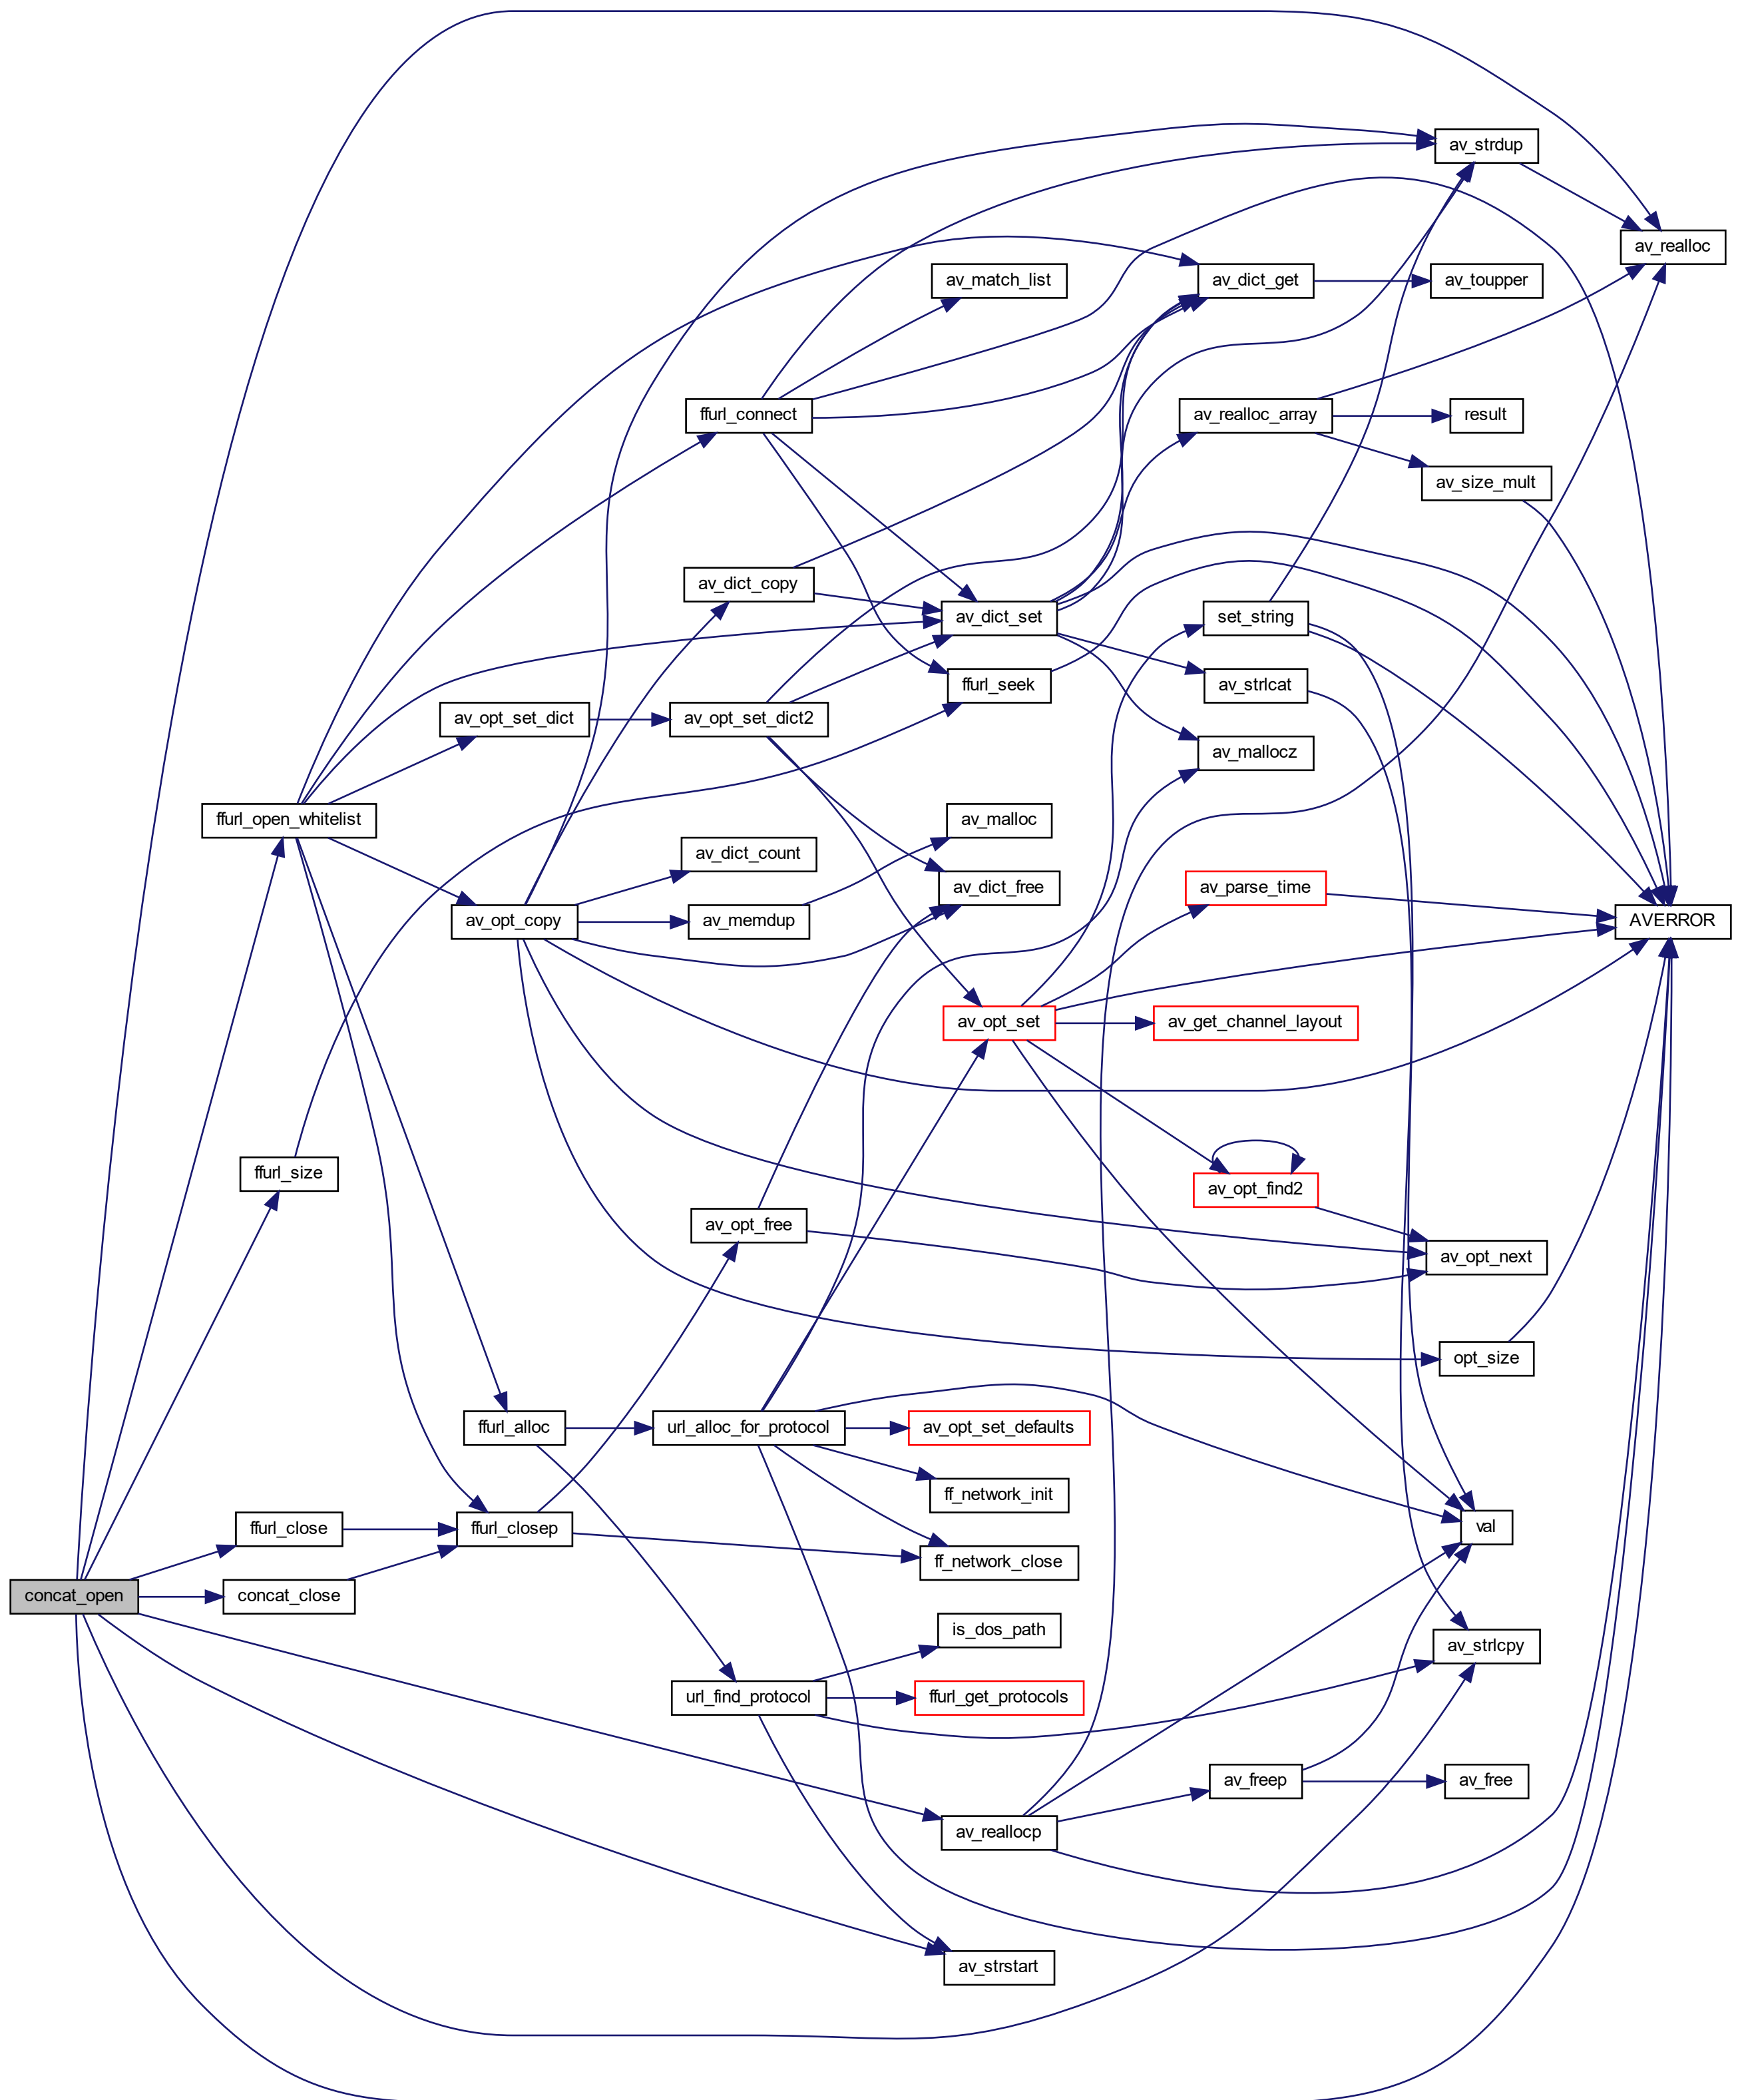 av_strdup
av_realloc
av_match_list
av_dict_get
av_toupper
ffurl_connect
av_realloc_array
result
av_size_mult
av_dict_copy
av_dict_set
set_string
ffurl_seek
av_strlcat
av_opt_set_dict
av_opt_set_dict2
av_mallocz
ffurl_open_whitelist
av_malloc
av_dict_count
av_dict_free
av_parse_time
av_opt_copy
av_memdup
AVERROR
av_opt_set
av_get_channel_layout
ffurl_size
av_opt_find2
av_opt_free
av_opt_next
opt_size
ffurl_alloc
url_alloc_for_protocol
av_opt_set_defaults
ff_network_init
ffurl_close
ffurl_closep
val
ff_network_close
concat_open
concat_close
is_dos_path
av_strlcpy
url_find_protocol
ffurl_get_protocols
av_freep
av_free
av_reallocp
av_strstart